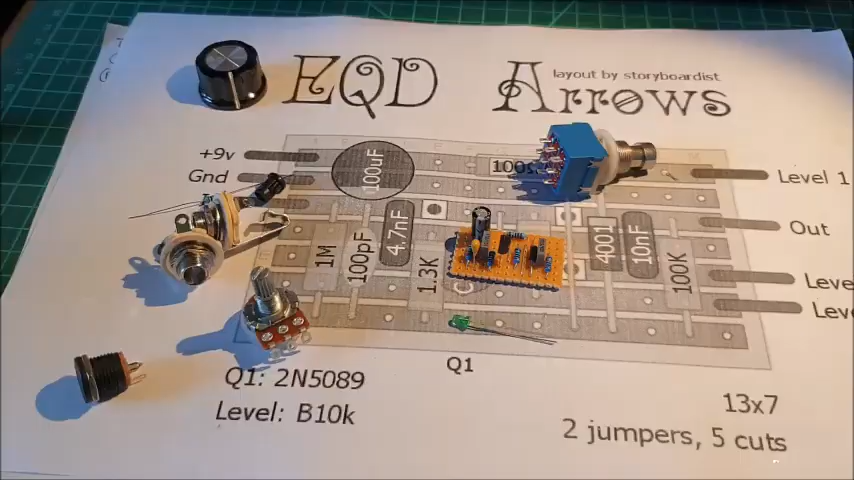 EQD Arrows
layout by storyboardist
+9v
Gnd
100uF
Level 1
Out
1M
100pF
4.7nF
1.3K
4001
10nF
100K
Q1
Q1: 2N5089
Level: B10k
13x7
2 jumpers, 5 cuts